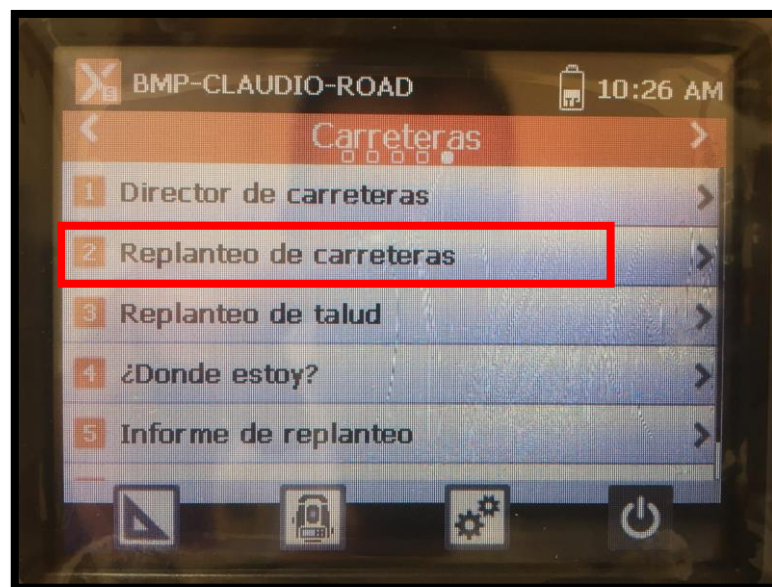 BMP-CLAUDIO-ROAD 10:26 AM
Carreteras
1 Director de carreteras
2 Replanteo de carreteras
3 Replanteo de talud
4 ¿Donde estoy?
5 Informe de replanteo